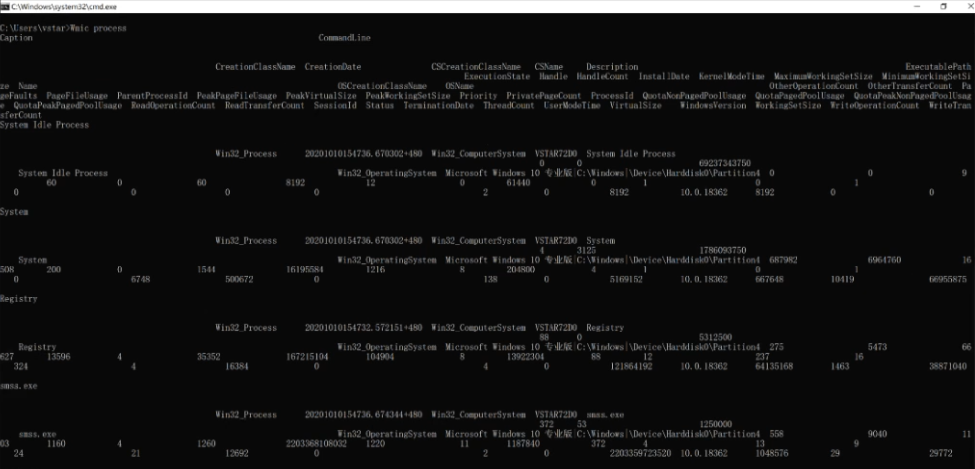 C:\Windows\system32\cmd.exe
C:\Users\vstar>Wmic process
Caption CommandLine
CreationClassName CreationDate CSCreationClassName CSName Description ExecutablePath
ExecutionState Handle HandleCount InstallDate KernelModeTime MaximumWorkingSetSize MinimumWorkingSetSi
ze Name OSCreationClassName OSName OtherOperationCount OtherTransferCount Pa
geFaults PageFileUsage ParentProcessId PeakPageFileUsage PeakVirtualSize PeakWorkingSetSize Priority PrivatePageCount ProcessId QuotaNonPagedPoolUsage QuotaPagedPoolUsage QuotaPeakNonPagedPoolUsag
e QuotaPeakPagedPoolUsage ReadOperationCount ReadTransferCount SessionId Status TerminationDate ThreadCount UserModeTime VirtualSize WindowsVersion WorkingSetSize WriteOperationCount WriteTran
sferCount
System Idle Process
Win32_Process 20201010154736.670302+480 Win32_ComputerSystem VSTAR72D0 System Idle Process
0 0 69237343750
System Idle Process Win32_OperatingSystem Microsoft Windows 10 专业版|C:\Windows|\Device\Harddisk0\Partition4 0 0 9
60 0 60 8192 12 0 61440 0 0 1 0 1
0 0 0 0 2 0 8192 10.0.18362 8192 0 0
System
Win32_Process 20201010154736.670302+480 Win32_ComputerSystem VSTAR72D0 System
4 3125 1786093750
System Win32_OperatingSystem Microsoft Windows 10 专业版|C:\Windows|\Device\Harddisk0\Partition4 687982 6964760 16
508 200 0 1544 16195584 1216 8 204800 4 1 0 1
0 6748 500672 0 138 0 5169152 10.0.18362 667648 10419 66955875
Registry
Win32_Process 20201010154732.572151+480 Win32_ComputerSystem VSTAR72D0 Registry
88 0 5312500
Registry Win32_OperatingSystem Microsoft Windows 10 专业版|C:\Windows|\Device\Harddisk0\Partition4 275 5473 66
627 13596 4 35352 167215104 104904 8 13922304 88 12 237 16
324 4 16384 0 4 0 121864192 10.0.18362 64135168 1463 38871040
smss.exe
Win32_Process 20201010154736.674344+480 Win32_ComputerSystem VSTAR72D0 smss.exe
372 53 1250000
smss.exe Win32_OperatingSystem Microsoft Windows 10 专业版|C:\Windows|\Device\Harddisk0\Partition4 558 9040 11
03 1160 4 1260 2203368108032 1220 11 1187840 372 4 13 9
24 21 12692 0 2 0 2203359723520 10.0.18362 1048576 29 29772